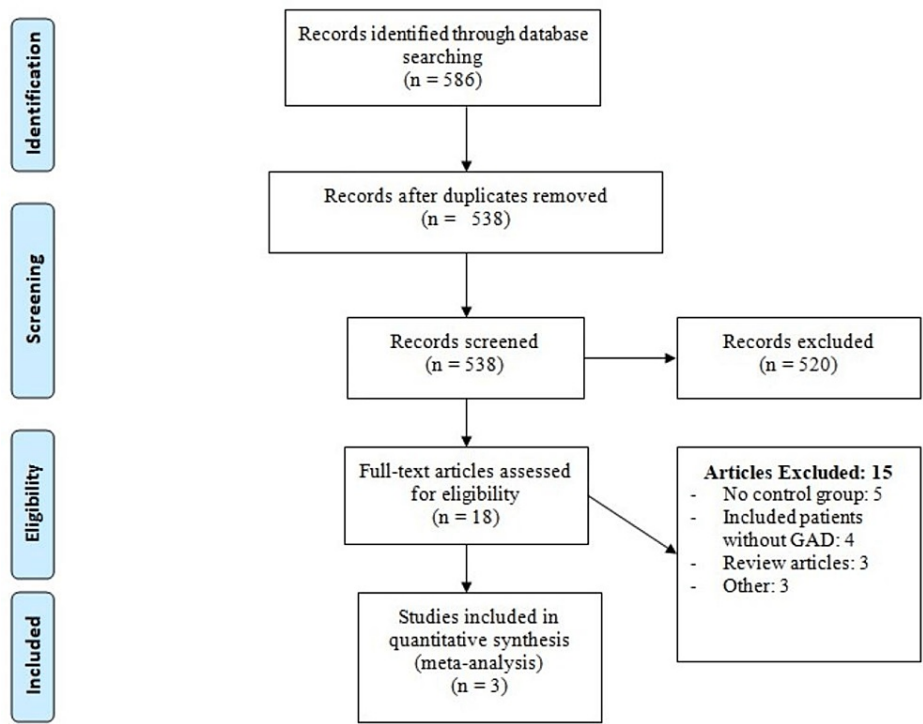 Identification
Records identified through database
searching
(n = 586)
Records after duplicates removed
(n = 538)
Screening
Records screened
(n = 538)
Records excluded
(n = 520)
Eligibility
Full-text articles assessed
for eligibility
(n = 18)
Articles Excluded: 15
- No control group: 5
- Included patients
without GAD: 4
- Review articles: 3
- Other: 3
Included
Studies included in
quantitative synthesis
(meta-analysis)
(n = 3)